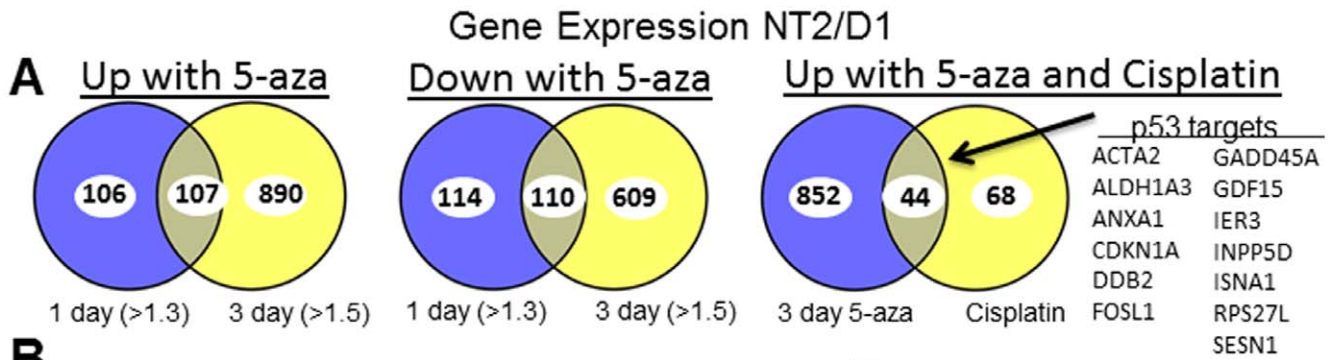 Gene Expression NT2/D1
A
Up with 5-aza
106
107
890
1 day (>1.3)
3 day (>1.5)
Down with 5-aza
114
110
609
1 day (>1.3)
3 day (>1.5)
Up with 5-aza and Cisplatin
852
44
68
3 day 5-aza
Cisplatin
p53 targets
ACTA2
ALDH1A3
ANXA1
CDKN1A
DDB2
FOSL1
GADD45A
GDF15
IER3
INPP5D
ISNA1
RPS27L
SESN1
B